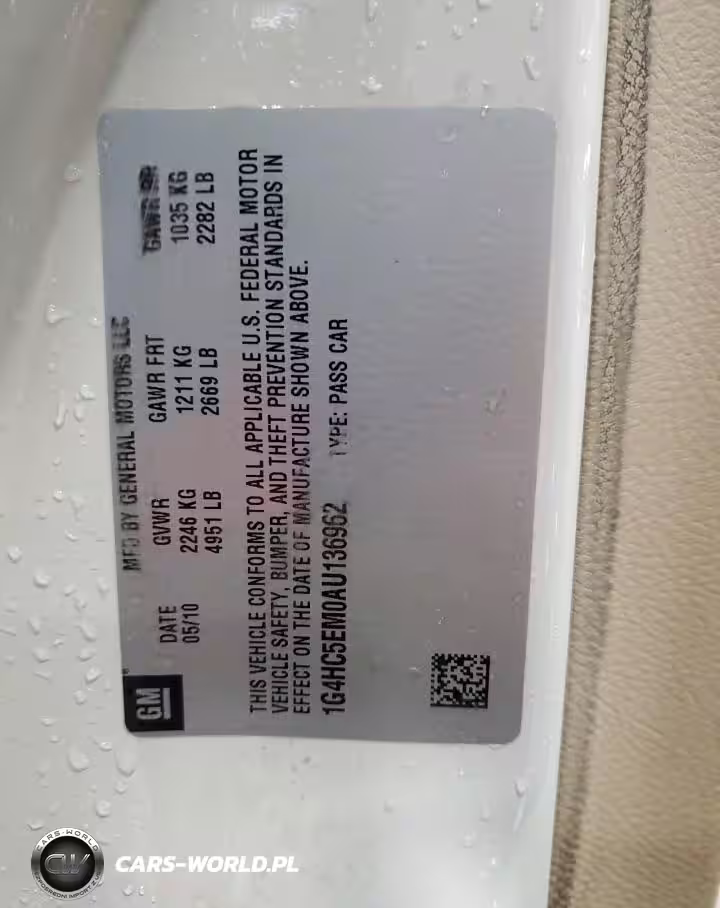 GM
MFD BY GENERAL MOTORS LLC
DATE GVWR GAWR FRT GAWR RR
05/10 2246 KG 1211 KG 1035 KG
4951 LB 2669 LB 2282 LB
THIS VEHICLE CONFORMS TO ALL APPLICABLE U.S. FEDERAL MOTOR
VEHICLE SAFETY, BUMPER, AND THEFT PREVENTION STANDARDS IN
EFFECT ON THE DATE OF MANUFACTURE SHOWN ABOVE.
1G4HC5EM0AU136962 TYPE: PASS CAR
CARS-WORLD
CW
CARS-WORLD.PL